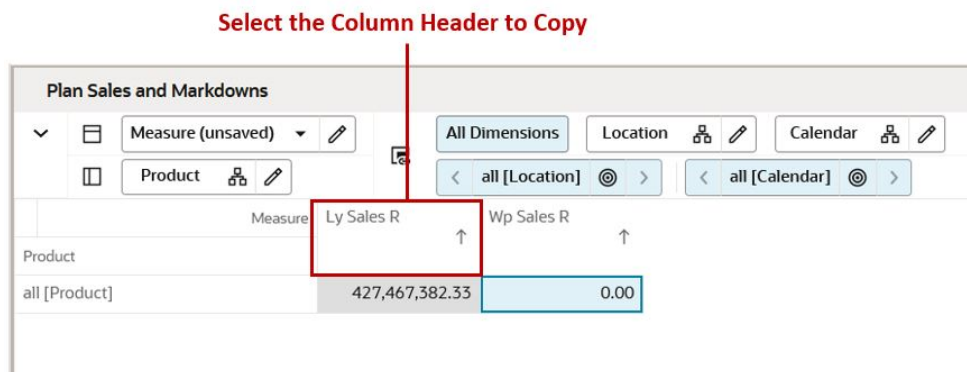 Select the Column Header to Copy
Plan Sales and Markdowns
Measure (unsaved)
All Dimensions
Location
Calendar
Product
all [Location]
all [Calendar]
Measure
Ly Sales R
Wp Sales R
Product
all [Product]
427,467,382.33
0.00